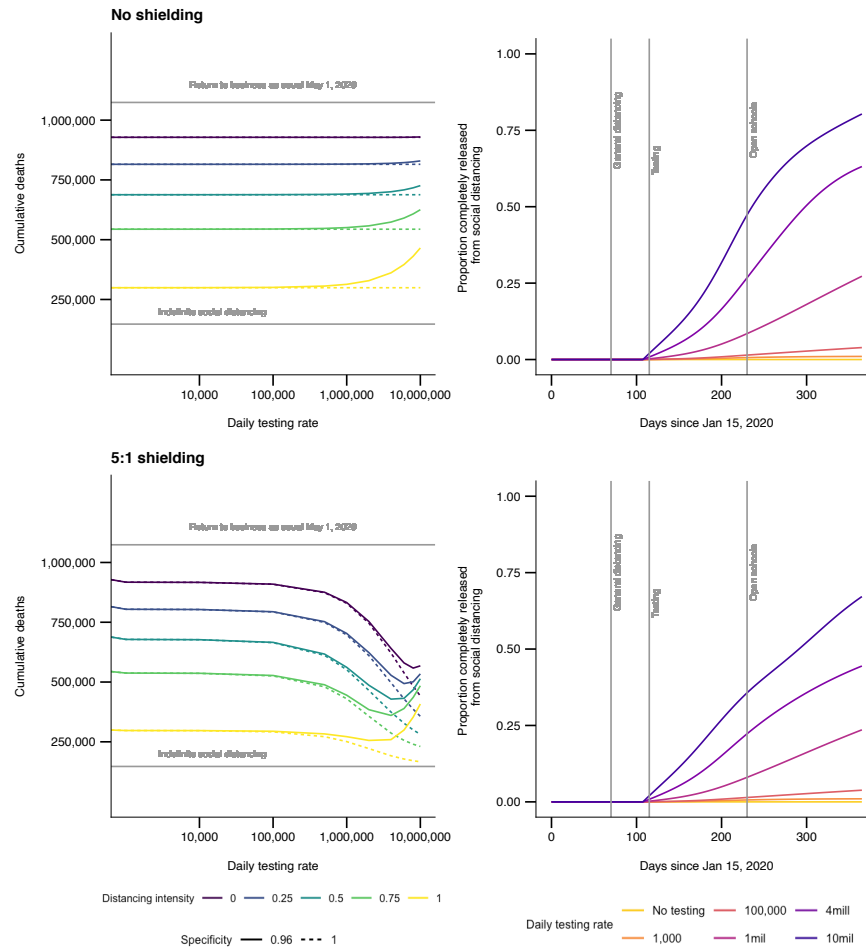 No shielding
Return to business as usual May 1, 2020
1,000,000
750,000
500,000
250,000
Cumulative deaths
Indefinite social distancing
10,000
100,000
1,000,000
10,000,000
Daily testing rate
1.00
0.75
0.50
0.25
0.00
Proportion completely released
from social distancing
General distancing
Testing
Open schools
0
100
200
300
Days since Jan 15, 2020
5:1 shielding
Return to business as usual May 1, 2020
1,000,000
750,000
500,000
250,000
Cumulative deaths
Indefinite social distancing
10,000
100,000
1,000,000
10,000,000
Daily testing rate
1.00
0.75
0.50
0.25
0.00
Proportion completely released
from social distancing
General distancing
Testing
Open schools
0
100
200
300
Days since Jan 15, 2020
Distancing intensity 0 0.25 0.5 0.75 1
Specificity 0.96 1
Daily testing rate
No testing 100,000 4mill
1,000 1mil 10mil